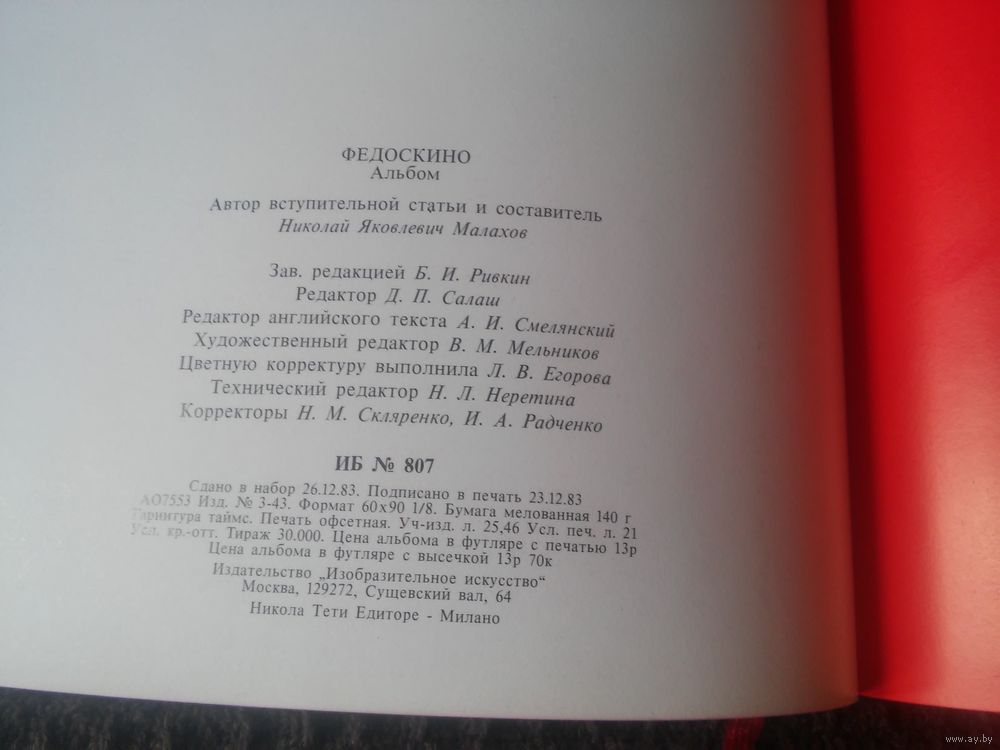 ФЕДОСКИНО
Альбом
Автор вступительной статьи и составитель
Николай Яковлевич Малахов
Зав. редакцией Б. И. Ривкин
Редактор Д. П. Салаш
Редактор английского текста А. И. Смелянский
Художественный редактор В. М. Мельников
Цветную корректуру выполнила Л. В. Егорова
Технический редактор Н. Л. Неретина
Корректоры Н. М. Скляренко, И. А. Радченко
ИБ № 807
Сдано в набор 26.12.83. Подписано в печать 23.12.83
АО7553 Изд. № 3-43. Формат 60х90 1/8. Бумага мелованная 140 г
Гарнитура таймс. Печать офсетная. Уч-изд. л. 25,46 Усл. печ. л. 21
Усл. кр.-отт. Тираж 30.000. Цена альбома в футляре с печатью 13р
Цена альбома в футляре с высечкой 13р 70к
Издательство „Изобразительное искусство“
Москва, 129272, Сущевский вал, 64
Никола Тети Едиторе - Милано
www.ay.by